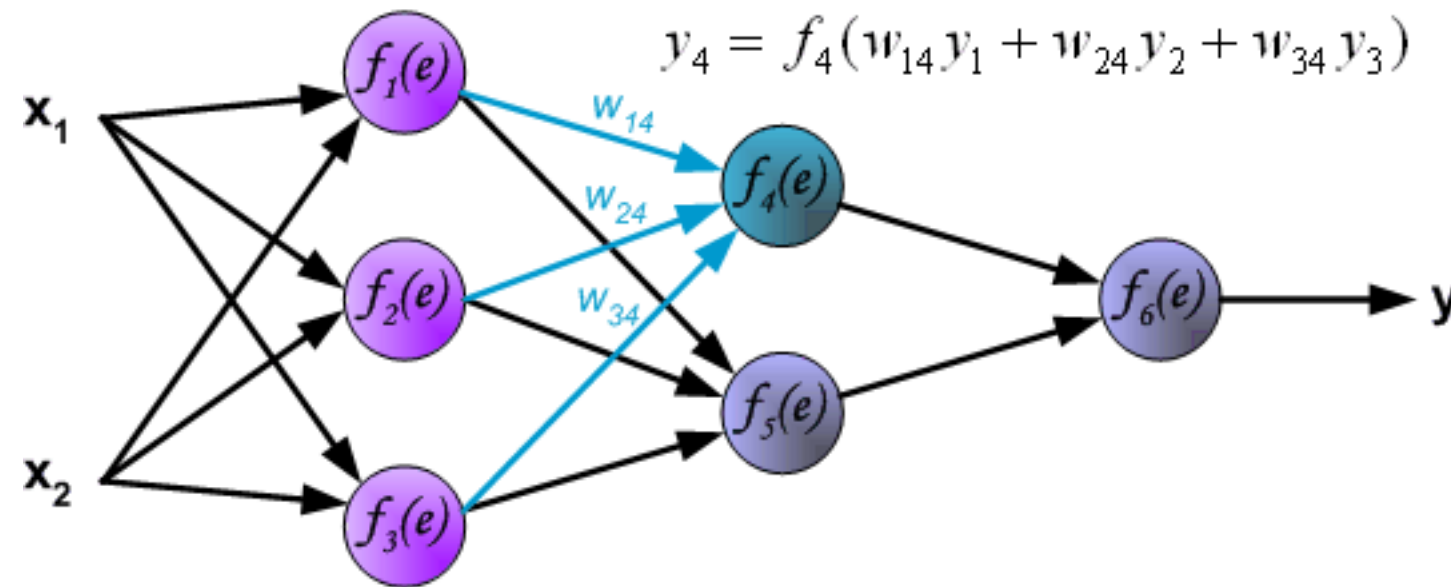 y₄ = f₄(w₁₄y₁ + w₂₄y₂ + w₃₄y₃)
f₁(e)
x₁
w₁₄
f₄(e)
w₂₄
f₂(e)
w₃₄
f₆(e)
y
f₅(e)
x₂
f₃(e)